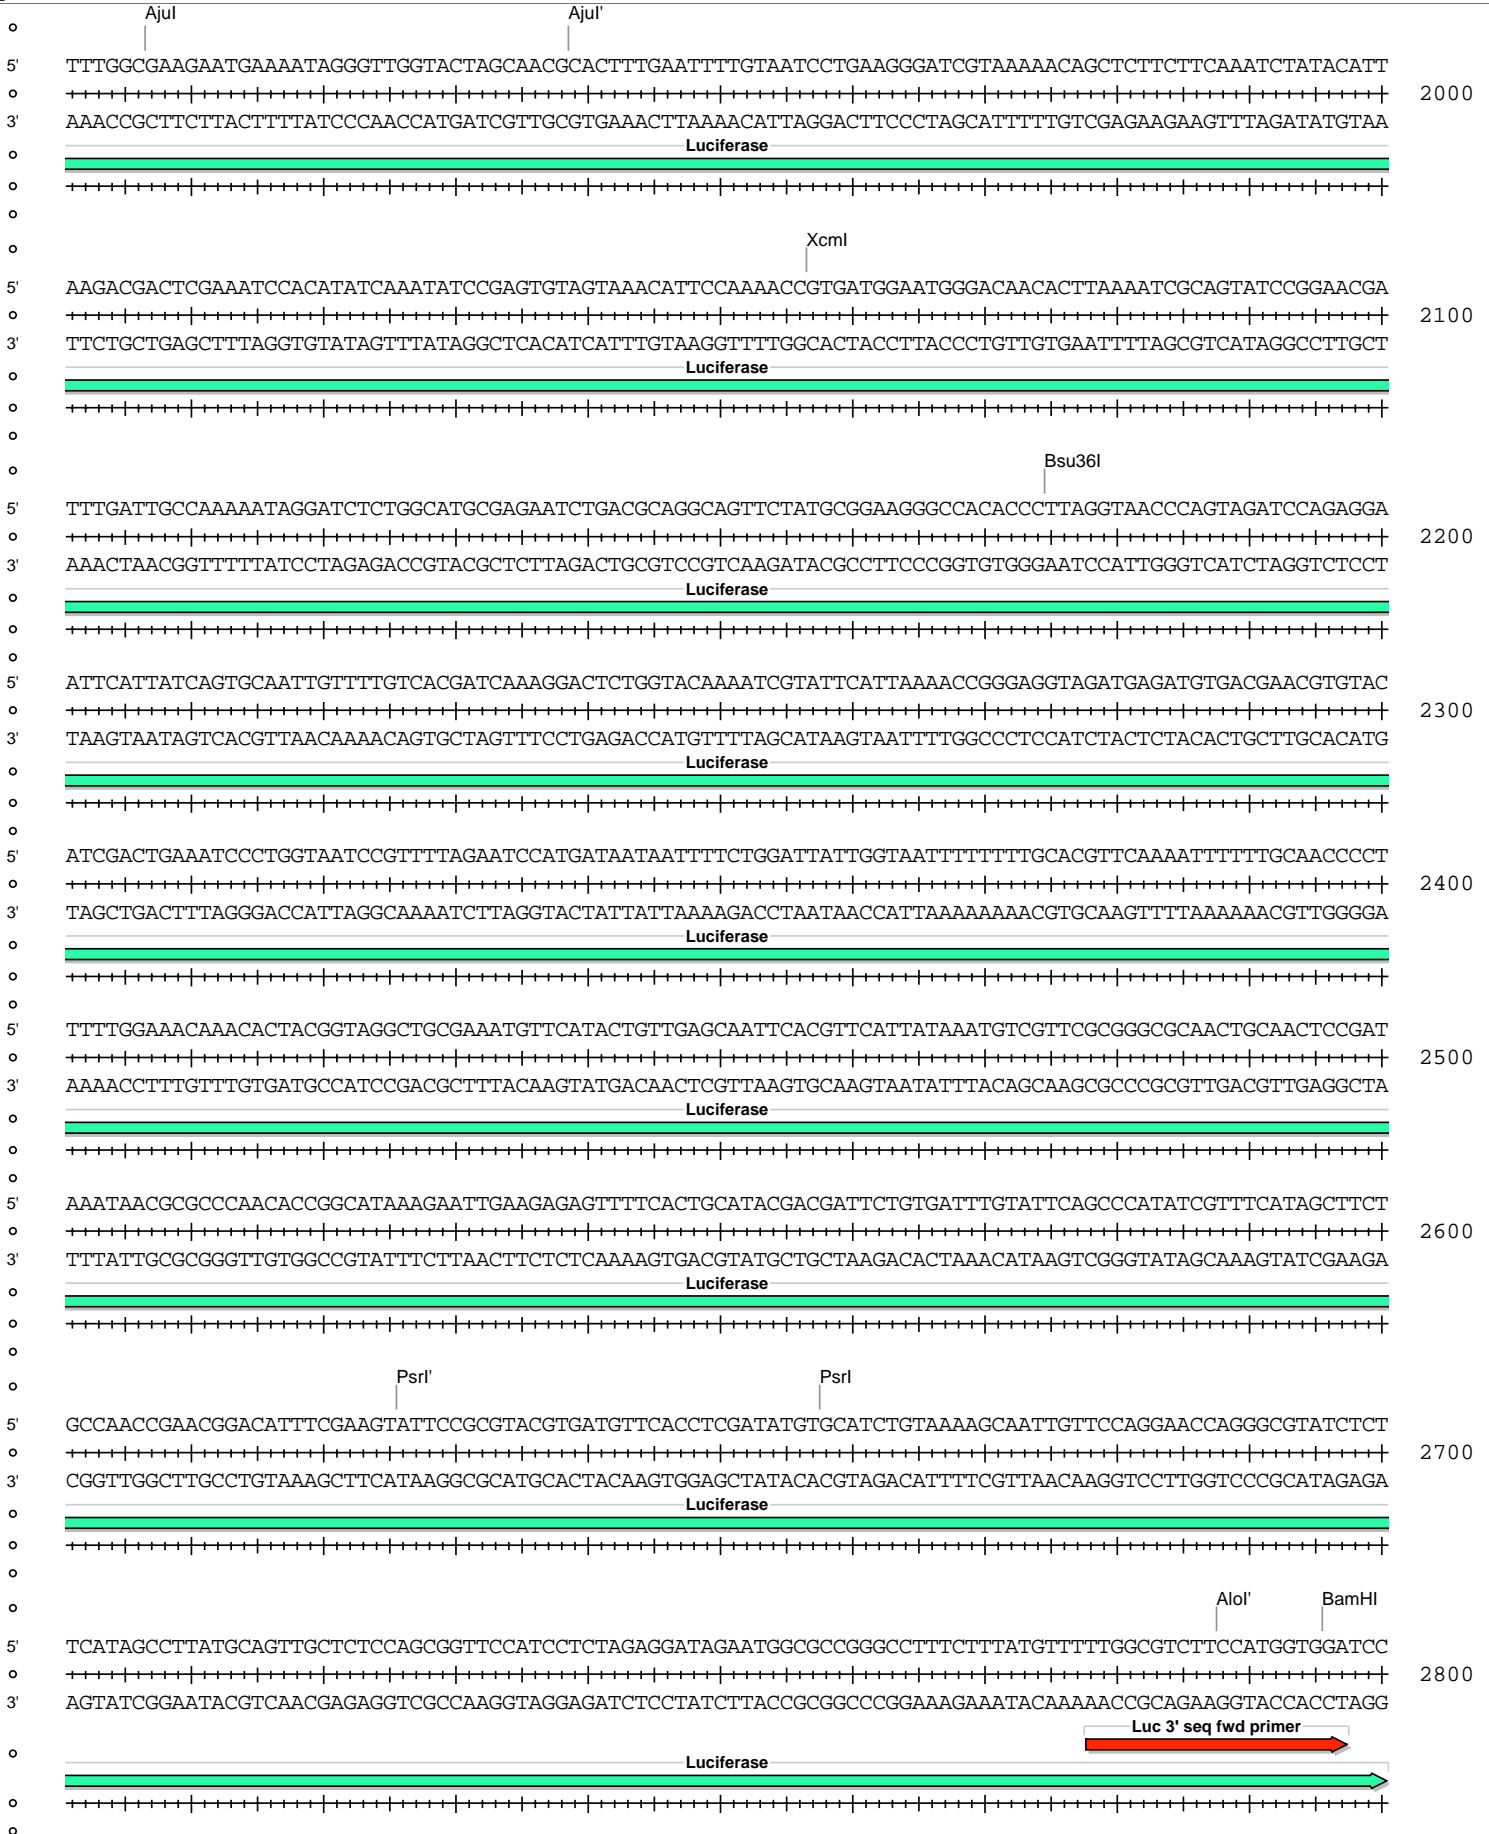 AjuI AjuI'
5' TTTGGCGAAGAATGAAAATAGGGTTGGTACTAGCAACGCACTTTGAATTTTGTAATCCTGAAGGGATCGTAAAAACAGCTCTTCTTCAAATCTATACATT
2000
3' AAACCGCTTCTTACTTTTATCCCAACCATGATCGTTGCGTGAAACTTAAAACATTAGGACTTCCCTAGCATTTTTGTCGAGAAGAAGTTTAGATATGTAA
Luciferase
XcmI
5' AAGACGACTCGAAATCCACATATCAAATATCCGAGTGTAGTAAACATTCCAAAACCGTGATGGAATGGGACAACACTTAAAATCGCAGTATCCGGAACGA
2100
3' TTCTGCTGAGCTTTAGGTGTATAGTTTATAGGCTCACATCATTTGTAAGGTTTTGGCACTACCTTACCCTGTTGTGAATTTTAGCGTCATAGGCCTTGCT
Luciferase
Bsu36I
5' TTTGATTGCCAAAAATAGGATCTCTGGCATGCGAGAATCTGACGCAGGCAGTTCTATGCGGAAGGGCCACACCCTTAGGTAACCCAGTAGATCCAGAGGA
2200
3' AAACTAACGGTTTTTATCCTAGAGACCGTACGCTCTTAGACTGCGTCCGTCAAGATACGCCTTCCCGGTGTGGGAATCCATTGGGTCATCTAGGTCTCCT
Luciferase
5' ATTCATTATCAGTGCAATTGTTTTGTCACGATCAAAGGACTCTGGTACAAAATCGTATTCATTAAAACCGGGAGGTAGATGAGATGTGACGAACGTGTAC
2300
3' TAAGTAATAGTCACGTTAACAAAACAGTGCTAGTTTCCTGAGACCATGTTTTAGCATAAGTAATTTTGGCCCTCCATCTACTCTACACTGCTTGCACATG
Luciferase
5' ATCGACTGAAATCCCTGGTAATCCGTTTTAGAATCCATGATAATAATTTTCTGGATTATTGGTAATTTTTTTTGCACGTTCAAAATTTTTTGCAACCCCT
2400
3' TAGCTGACTTTAGGGACCATTAGGCAAAATCTTAGGTACTATTATTAAAAGACCTAATAACCATTAAAAAAAACGTGCAAGTTTTAAAAAACGTTGGGGA
Luciferase
5' TTTTGGAAACAAACACTACGGTAGGCTGCGAAATGTTCATACTGTTGAGCAATTCACGTTCATTATAAATGTCGTTCGCGGGCGCAACTGCAACTCCGAT
2500
3' AAAACCTTTGTTTGTGATGCCATCCGACGCTTTACAAGTATGACAACTCGTTAAGTGCAAGTAATATTTACAGCAAGCGCCCGCGTTGACGTTGAGGCTA
Luciferase
5' AAATAACGCGCCCAACACCGGCATAAAGAATTGAAGAGAGTTTTCACTGCATACGACGATTCTGTGATTTGTATTCAGCCCATATCGTTTCATAGCTTCT
2600
3' TTTATTGCGCGGGTTGTGGCCGTATTTCTTAACTTCTCTCAAAAGTGACGTATGCTGCTAAGACACTAAACATAAGTCGGGTATAGCAAAGTATCGAAGA
Luciferase
PsrI' PsrI
5' GCCAACCGAACGGACATTTCGAAGTATTCCGCGTACGTGATGTTCACCTCGATATGTGCATCTGTAAAAGCAATTGTTCCAGGAACCAGGGCGTATCTCT
2700
3' CGGTTGGCTTGCCTGTAAAGCTTCATAAGGCGCATGCACTACAAGTGGAGCTATACACGTAGACATTTTCGTTAACAAGGTCCTTGGTCCCGCATAGAGA
Luciferase
AloI' BamHI
5' TCATAGCCTTATGCAGTTGCTCTCCAGCGGTTCCATCCTCTAGAGGATAGAATGGCGCCGGGCCTTTCTTTATGTTTTTGGCGTCTTCCATGGTGGATCC
2800
3' AGTATCGGAATACGTCAACGAGAGGTCGCCAAGGTAGGAGATCTCCTATCTTACCGCGGCCCGGAAAGAAATACAAAAACCGCAGAAGGTACCACCTAGG
Luc 3' seq fwd primer
Luciferase